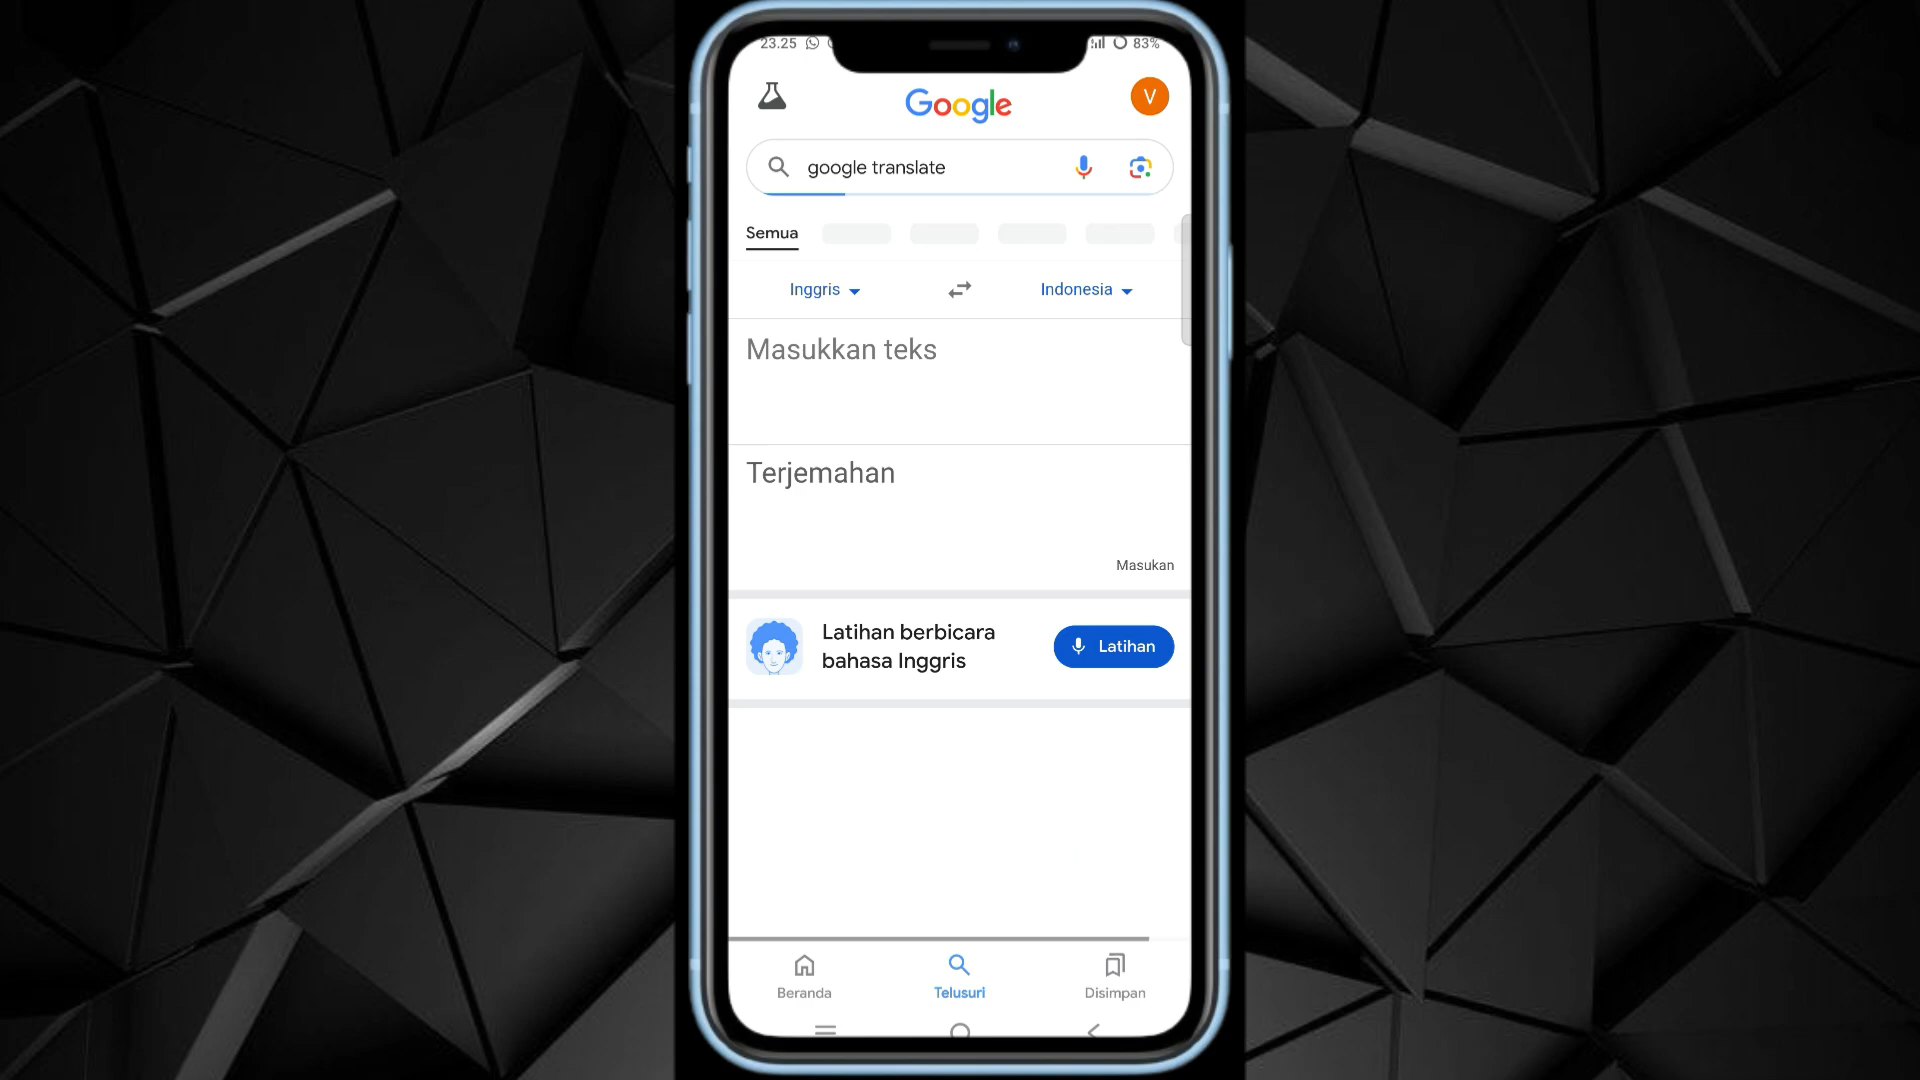 23.25
83%
Google
V
google translate
Semua
Inggris
Indonesia
Masukkan teks
Terjemahan
Masukan
Latihan berbicara
bahasa Inggris
Latihan
Beranda
Telusuri
Disimpan